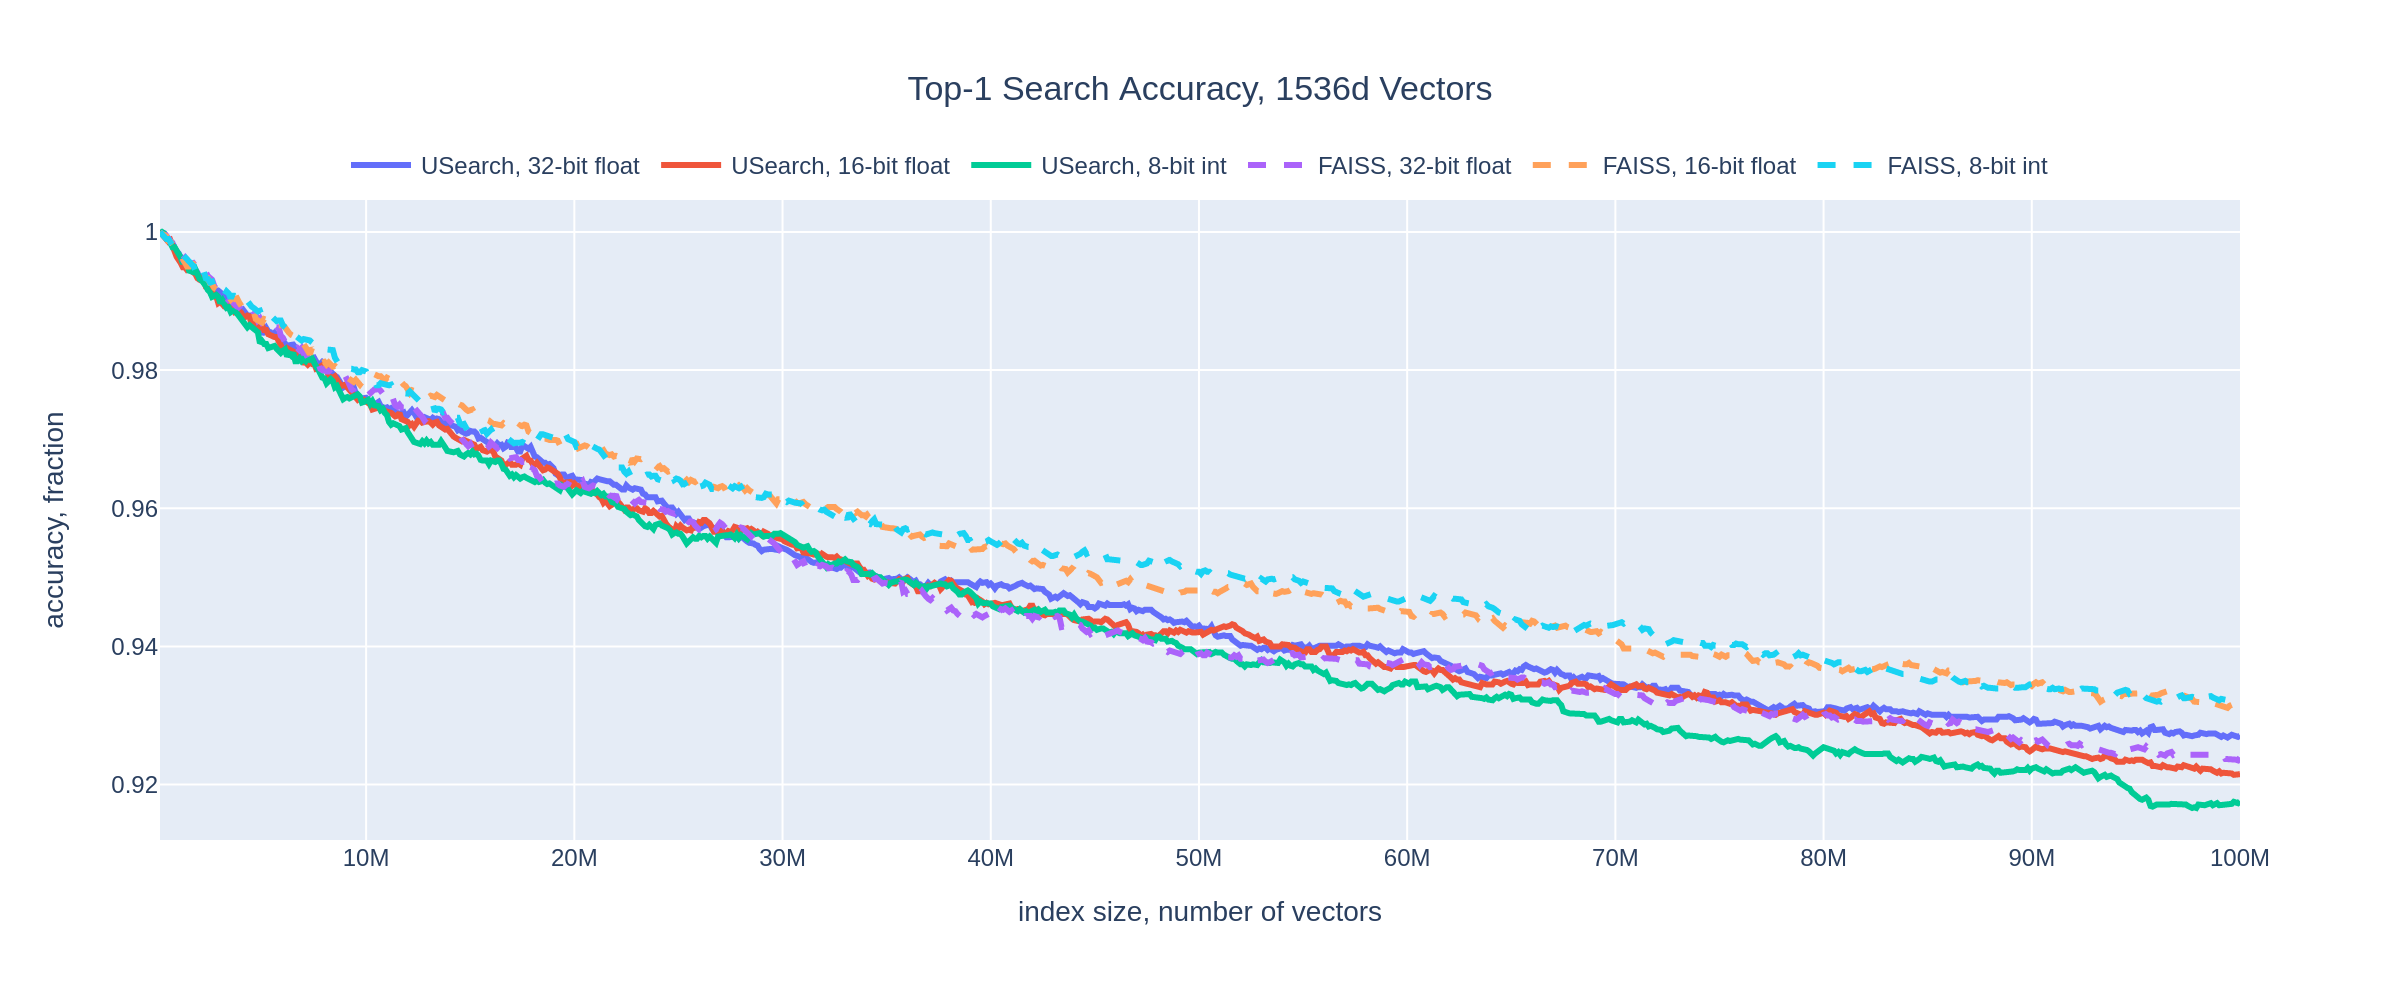 Top-1 Search Accuracy, 1536d Vectors
USearch, 32-bit float USearch, 16-bit float USearch, 8-bit int FAISS, 32-bit float FAISS, 16-bit float FAISS, 8-bit int
accuracy, fraction
1
0.98
0.96
0.94
0.92
10M 20M 30M 40M 50M 60M 70M 80M 90M 100M
index size, number of vectors